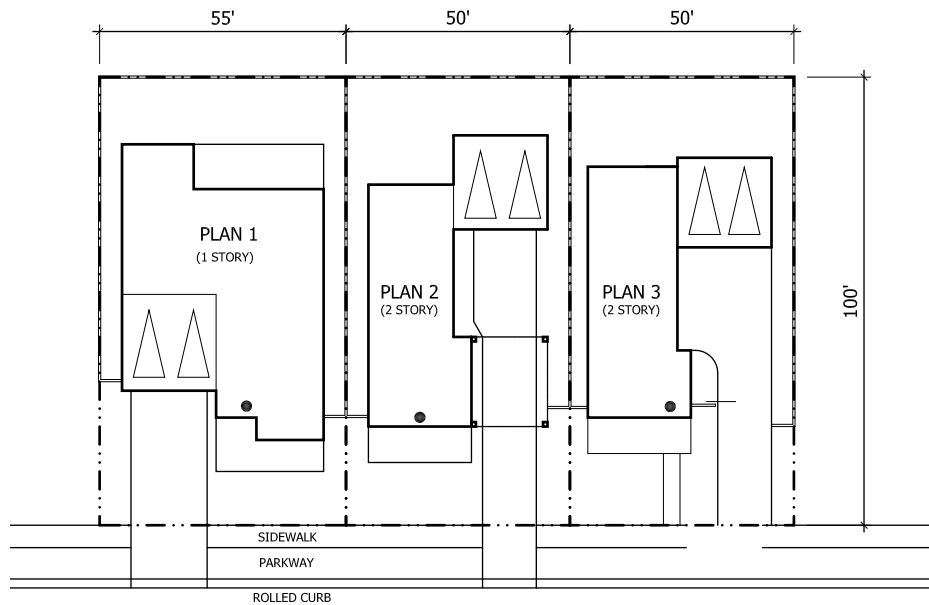 55'
50'
50'
100'
PLAN 1
(1 STORY)
PLAN 2
(2 STORY)
PLAN 3
(2 STORY)
SIDEWALK
PARKWAY
ROLLED CURB